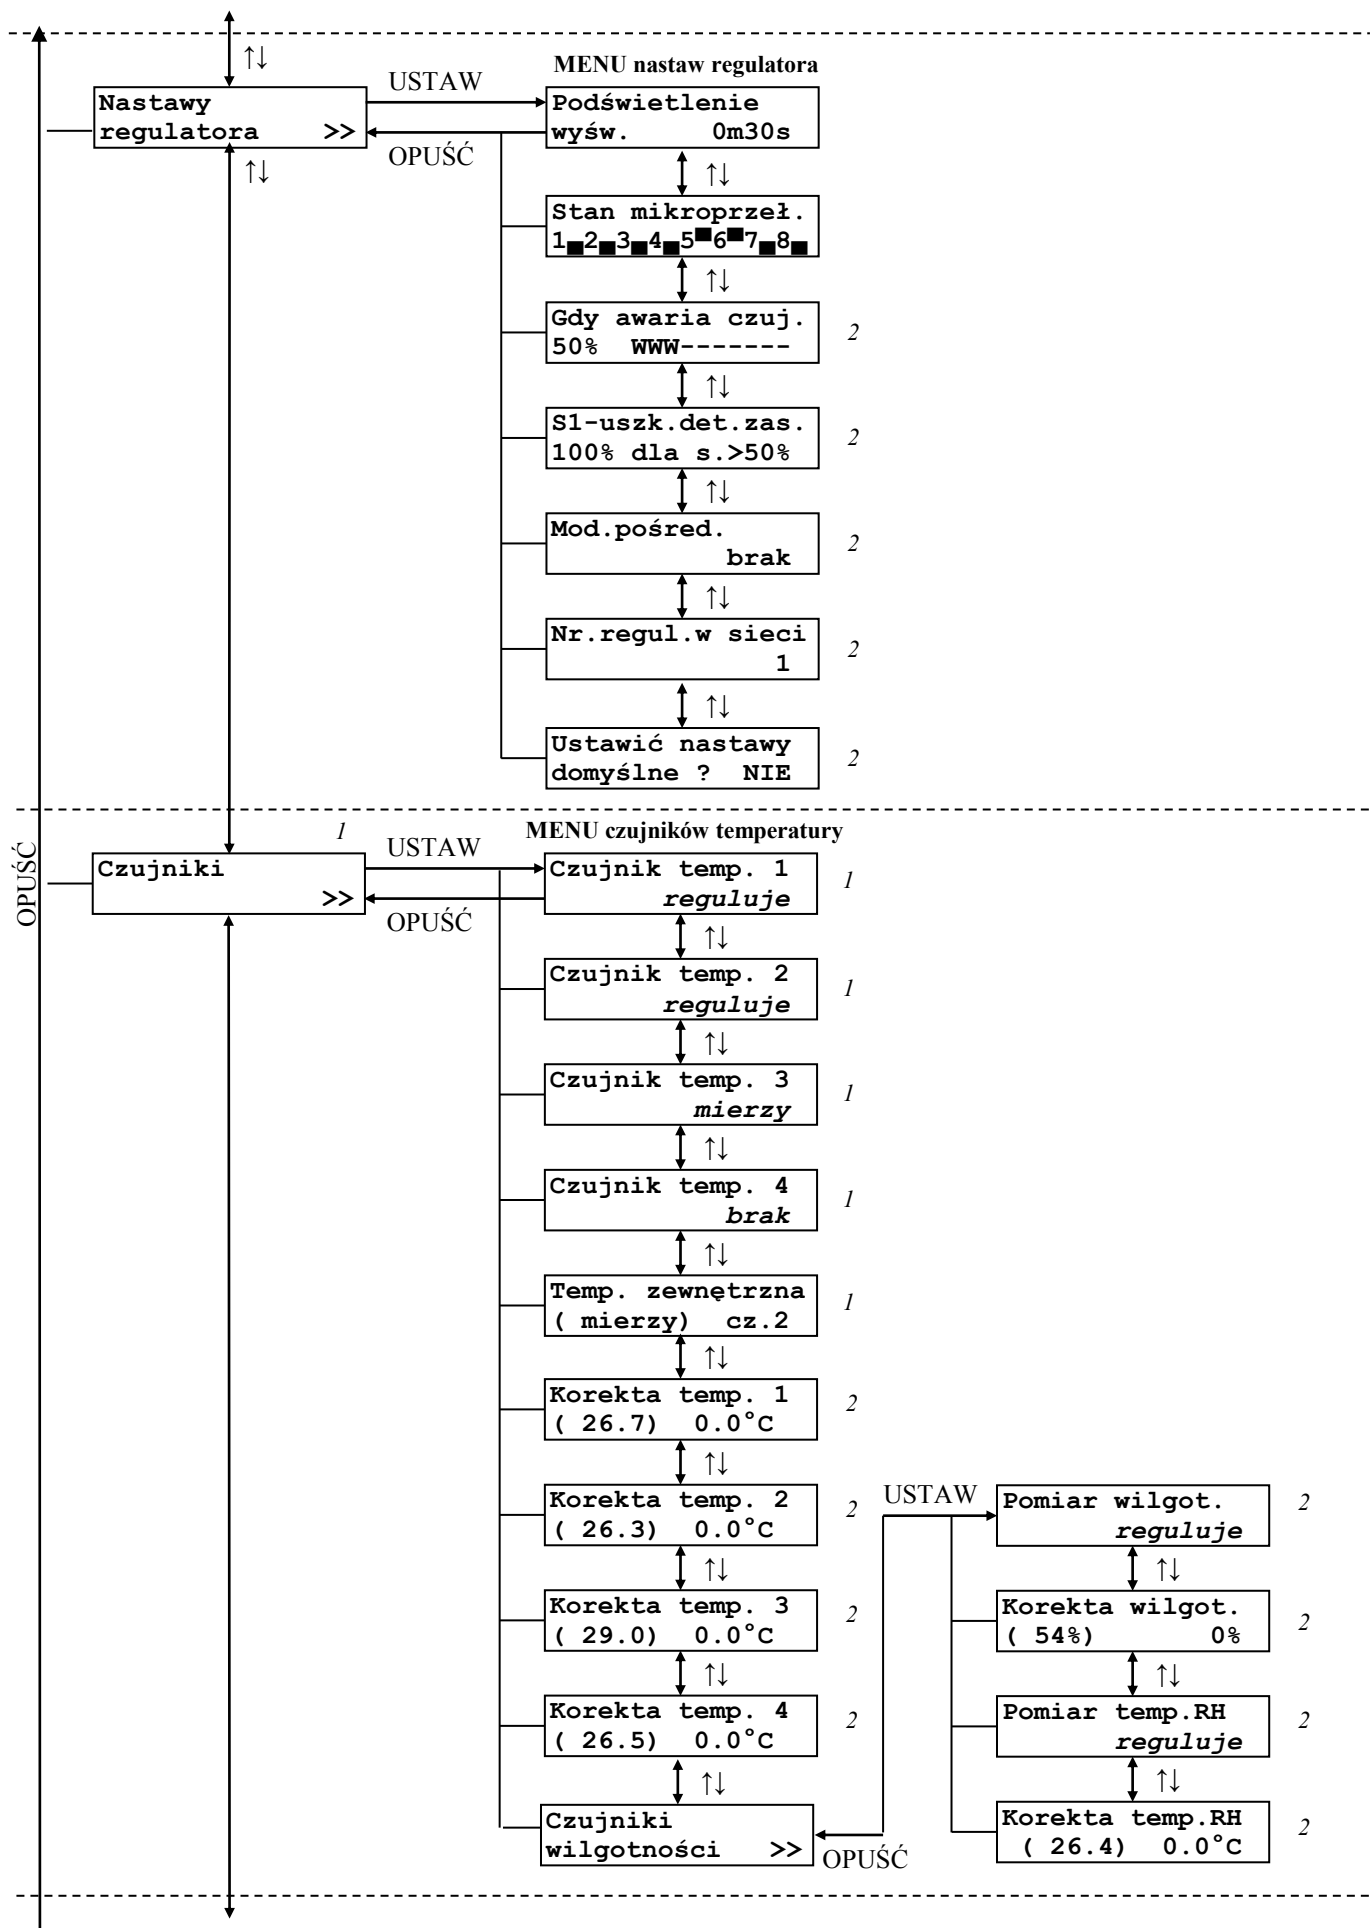 ↑↓
MENU nastaw regulatora
USTAW
Nastawy
regulatora >>
Podświetlenie
wyśw. 0m30s
OPUŚĆ
↑↓
↑↓
Stan mikroprzeł.
1▄2▄3▄4▄5▀6▀7▄8▄
↑↓
Gdy awaria czuj.
50% WWW-------
2
↑↓
S1-uszk.det.zas.
100% dla s.>50%
2
↑↓
Mod.pośred.
brak
2
↑↓
Nr.regul.w sieci
1
2
↑↓
Ustawić nastawy
domyślne ? NIE
2
OPUŚĆ
1
MENU czujników temperatury
USTAW
Czujniki
>>
Czujnik temp. 1
reguluje
1
OPUŚĆ
↑↓
Czujnik temp. 2
reguluje
1
↑↓
Czujnik temp. 3
mierzy
1
↑↓
Czujnik temp. 4
brak
1
↑↓
Temp. zewnętrzna
( mierzy) cz.2
1
↑↓
Korekta temp. 1
( 26.7) 0.0°C
2
↑↓
Korekta temp. 2
( 26.3) 0.0°C
2
↑↓
Korekta temp. 3
( 29.0) 0.0°C
2
↑↓
Korekta temp. 4
( 26.5) 0.0°C
2
↑↓
Czujniki
wilgotności >>
USTAW
OPUŚĆ
Pomiar wilgot.
reguluje
2
↑↓
Korekta wilgot.
( 54%) 0%
2
↑↓
Pomiar temp.RH
reguluje
2
↑↓
Korekta temp.RH
( 26.4) 0.0°C
2